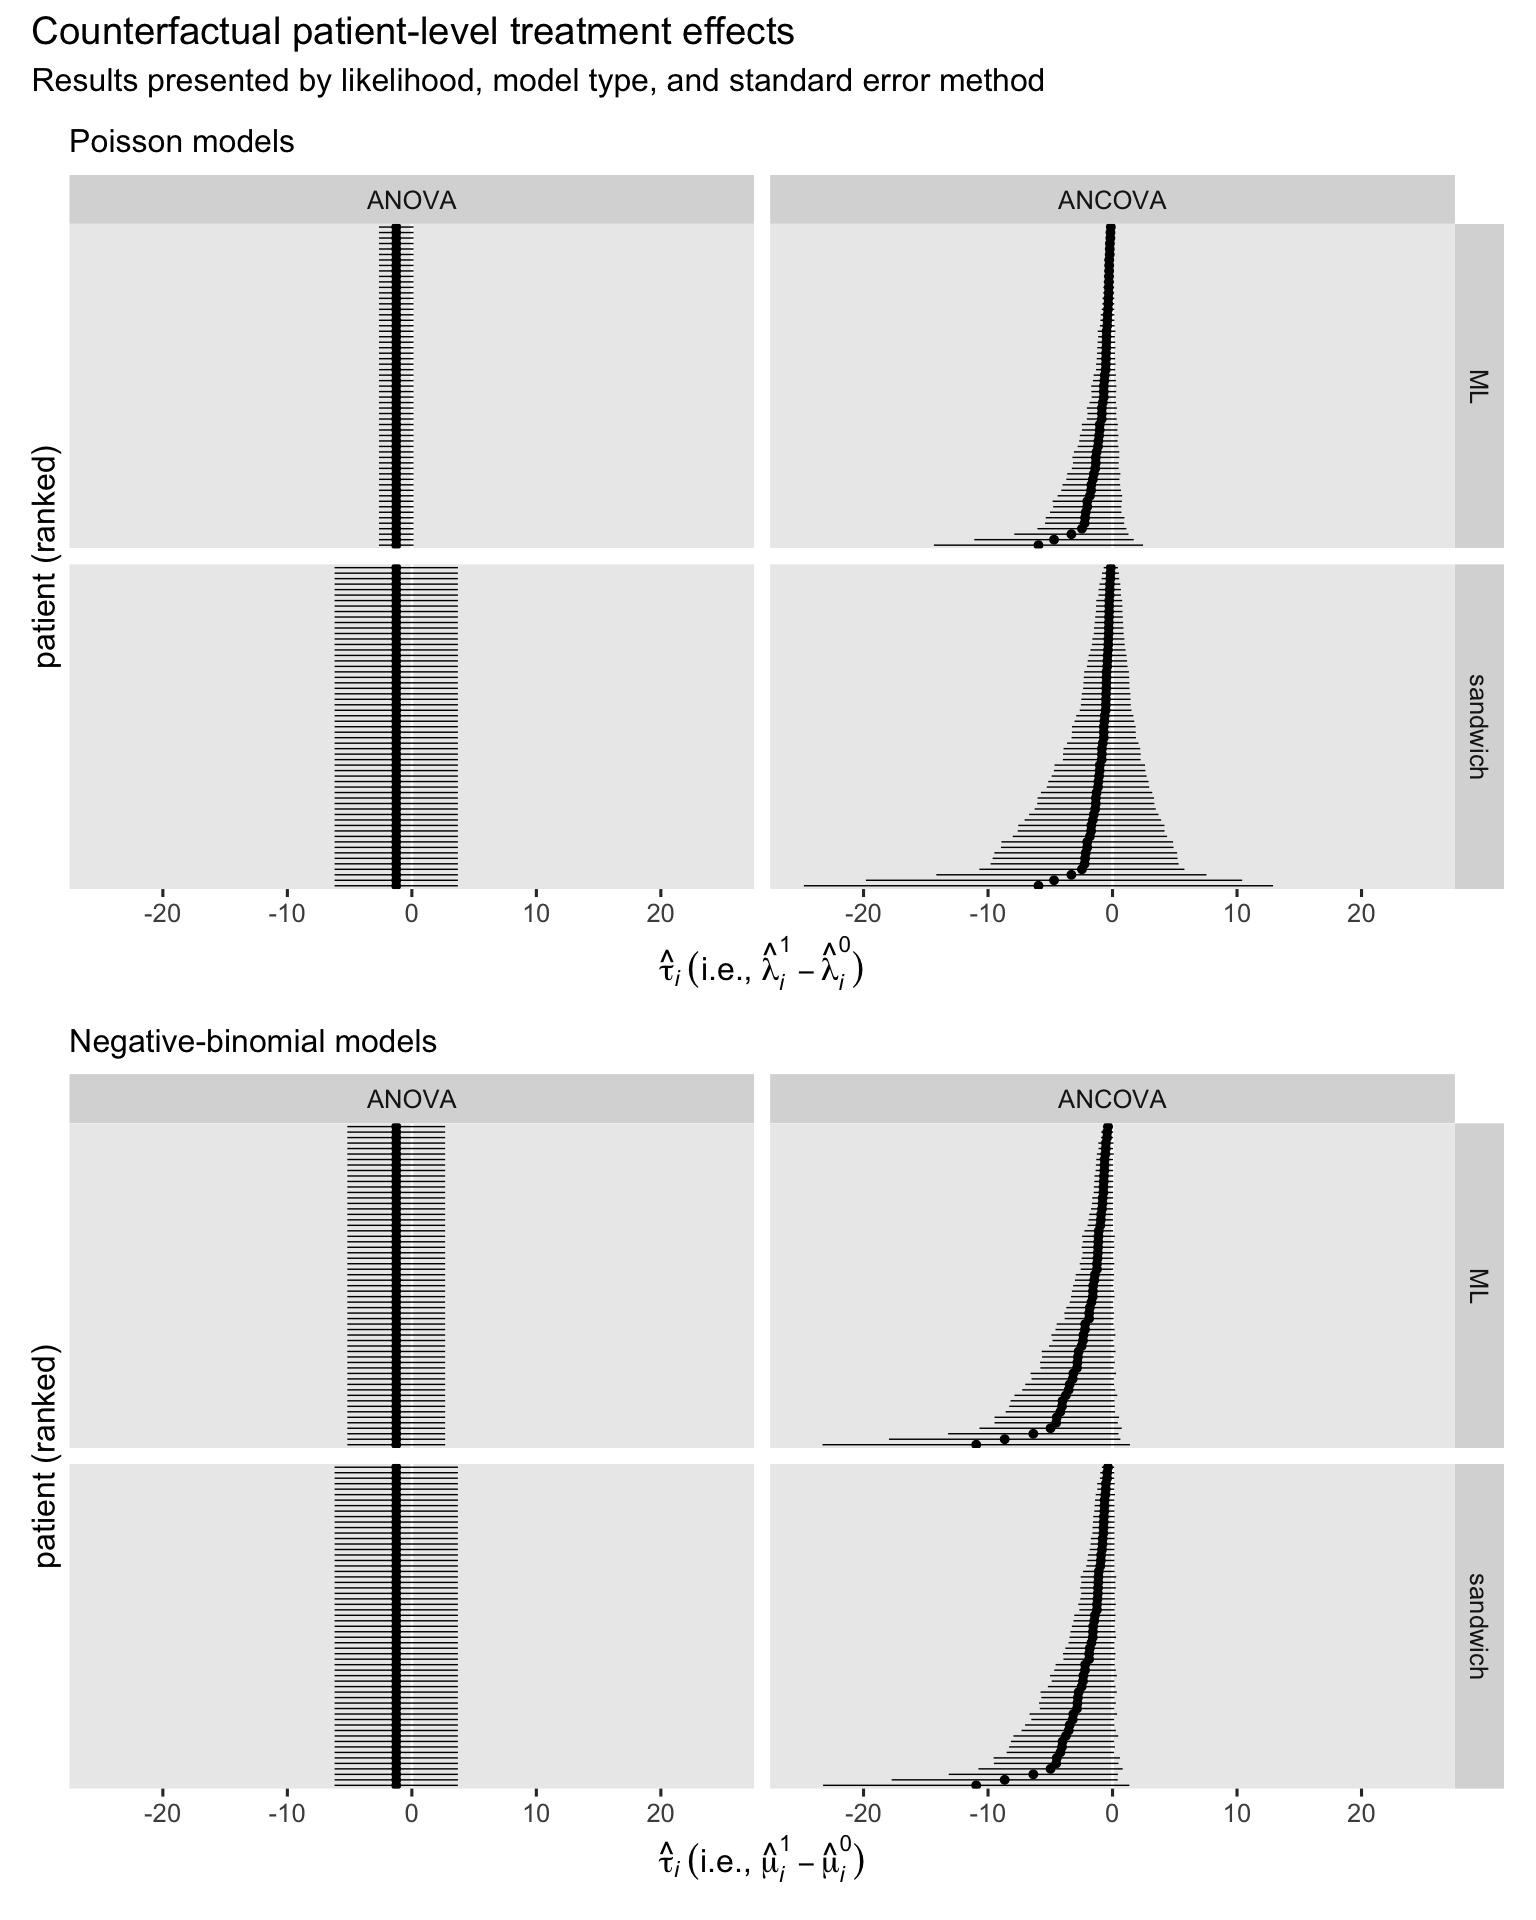 Counterfactual patient-level treatment effects
Results presented by likelihood, model type, and standard error method
Poisson models
ANOVA ANCOVA
ML
sandwich
patient (ranked)
-20 -10 0 10 20 -20 -10 0 10 20
τ̂ᵢ (i.e., λ̂ᵢ¹ − λ̂ᵢ⁰)
Negative-binomial models
ANOVA ANCOVA
ML
sandwich
patient (ranked)
-20 -10 0 10 20 -20 -10 0 10 20
τ̂ᵢ (i.e., μ̂ᵢ¹ − μ̂ᵢ⁰)